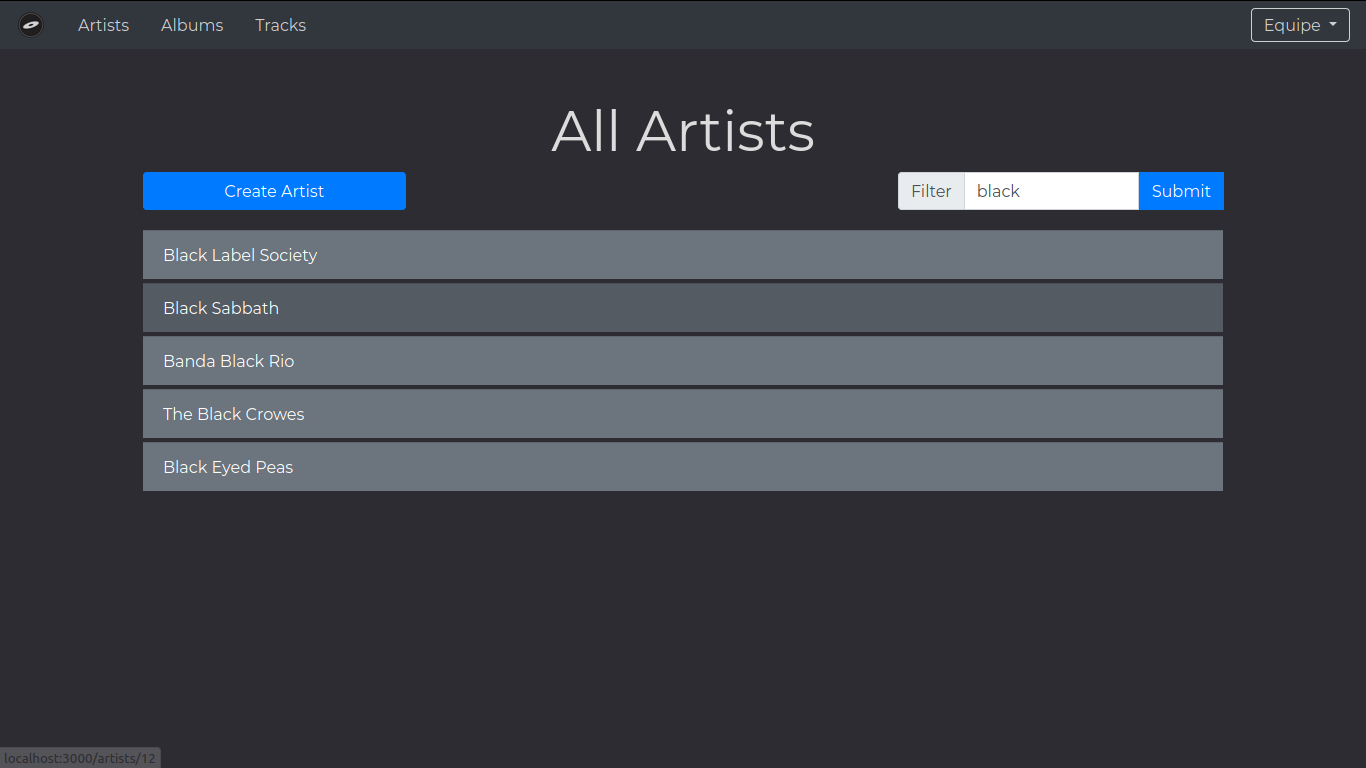 Artists Albums Tracks Equipe
All Artists
Create Artist Filter black Submit
Black Label Society
Black Sabbath
Banda Black Rio
The Black Crowes
Black Eyed Peas
localhost:3000/artists/12